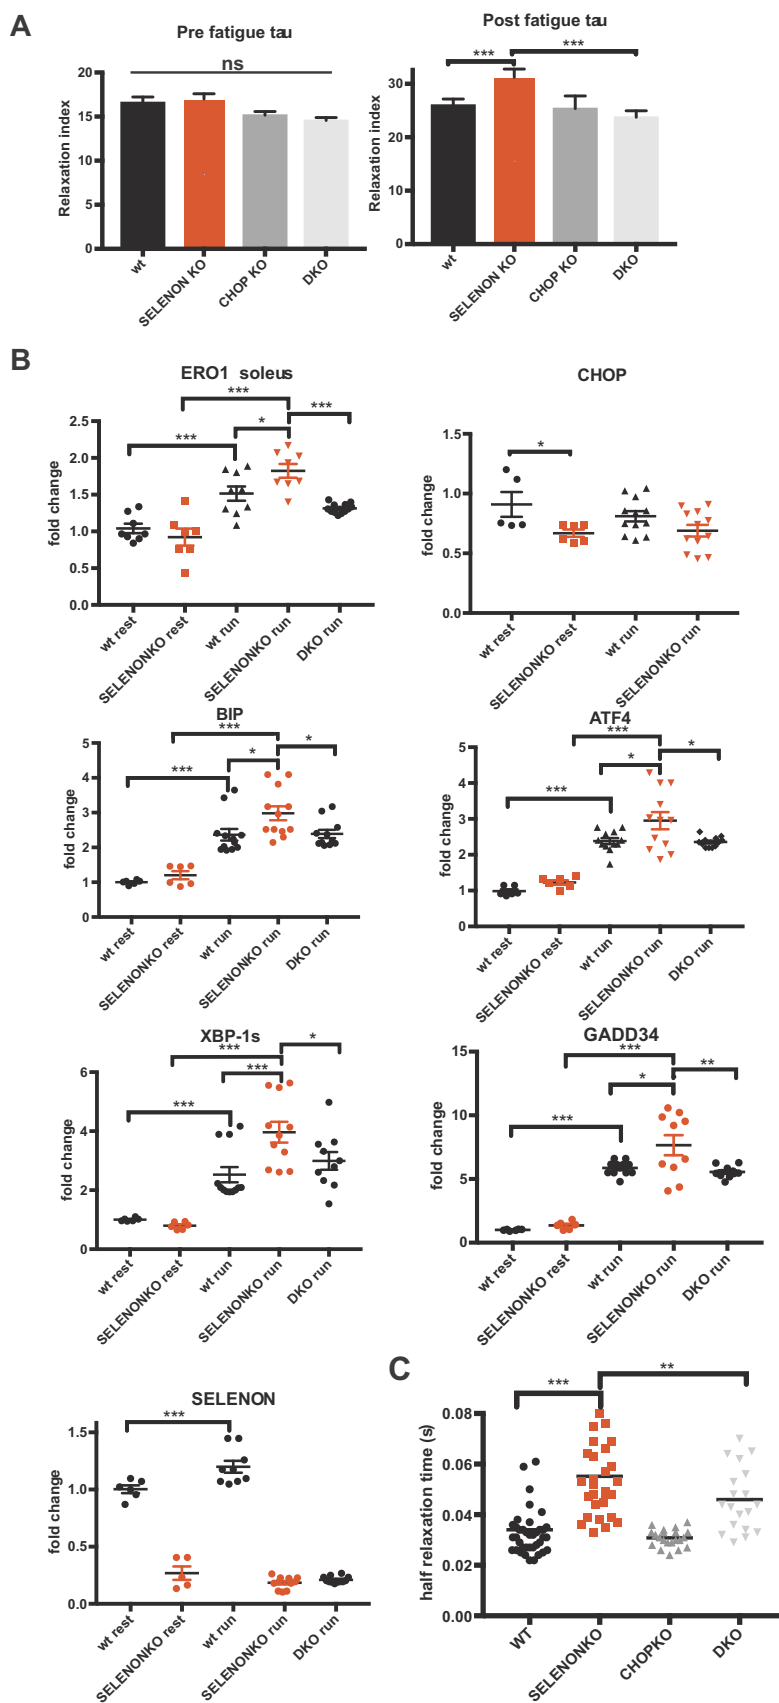 A
Pre fatigue tau
Post fatigue tau
ns
***
***
Relaxation index
20
15
10
5
0
wt
SELENON KO
CHOP KO
DKO
Relaxation index
30
20
10
0
wt
SELENON KO
CHOP KO
DKO
B
ERO1 soleus
***
***
*
***
fold change
2.5
2.0
1.5
1.0
0.5
0.0
wt rest
SELENONKO rest
wt run
SELENONKO run
DKO run
CHOP
*
fold change
1.5
1.0
0.5
0.0
wt rest
SELENONKO rest
wt run
SELENONKO run
BIP
***
***
*
*
fold change
5
4
3
2
1
0
wt rest
SELENONKO rest
wt run
SELENONKO run
DKO run
ATF4
***
***
*
*
fold change
5
4
3
2
1
0
wt rest
SELENONKO rest
wt run
SELENONKO run
DKO run
XBP-1s
***
***
***
*
fold change
6
4
2
0
wt rest
SELENONKO rest
wt run
SELENONKO run
DKO run
GADD34
***
***
*
**
fold change
15
10
5
0
wt rest
SELENONKO rest
wt run
SELENONKO run
DKO run
SELENON
***
fold change
1.5
1.0
0.5
0.0
wt rest
SELENONKO rest
wt run
SELENONKO run
DKO run
C
***
**
half relaxation time (s)
0.08
0.06
0.04
0.02
0.00
WT
SELENONKO
CHOPKO
DKO